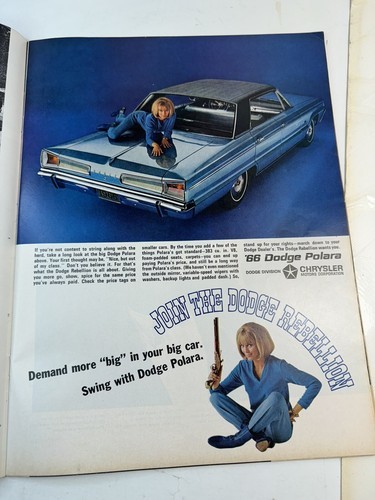 If you're not content to string along with the
herd, take a long look at the big Dodge Polara
above. Your first thought may be. "Nice, but out
of my class." Don't you believe it. For that's
what the Dodge Rebellion is all about. Giving
you more go, show, spice for the same price
you've always paid. Check the price tags on
smaller cars. By the time you add a few of the
things Polara's got standard—383 cu. in. V8,
foam-padded seats, carpets—you can end up
paying Polara's price, and still be a long way
from Polara's class. (We haven't even mentioned
the outside mirror, variable-speed wipers with
washers, backup lights and padded dash.) So,
stand up for your rights—march down to your
Dodge Dealer's. The Dodge Rebellion wants you.
'66 Dodge Polara
DODGE DIVISION CHRYSLER
MOTORS CORPORATION
JOIN THE DODGE REBELLION
Demand more "big" in your big car.
Swing with Dodge Polara.